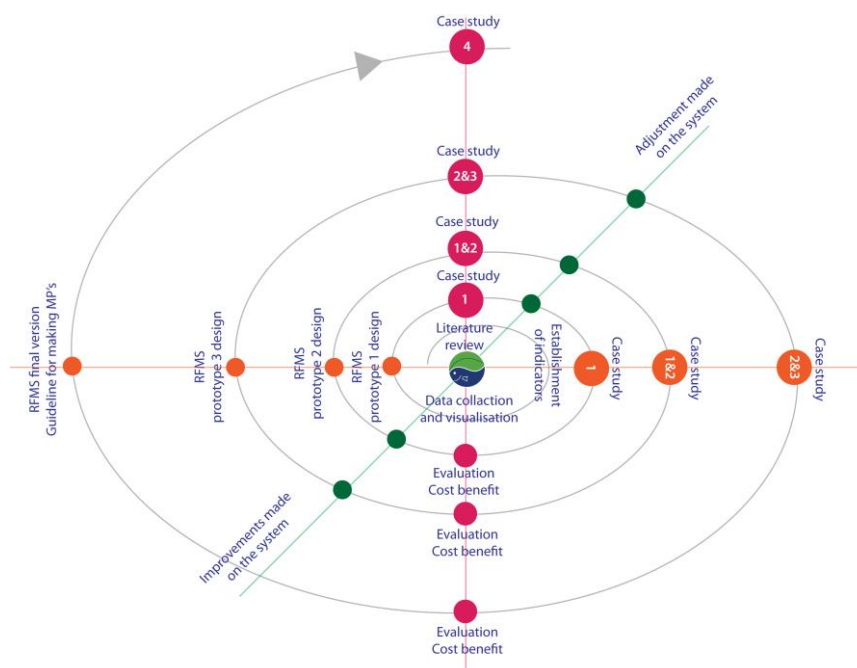 Case study
4
Adjustment made
on the system
Case study
2&3
Case study
1&2
Case study
1
Literature
review
Establishment
of indicators
RFMS final version
Guideline for making MP's
RFMS
prototype 3 design
RFMS
prototype 2 design
RFMS
prototype 1 design
1
Case study
1&2
Case study
2&3
Case study
Data collaction
and visualisation
Evaluation
Cost benefit
Evaluation
Cost benefit
Evaluation
Cost benefit
Improvements made
on the system